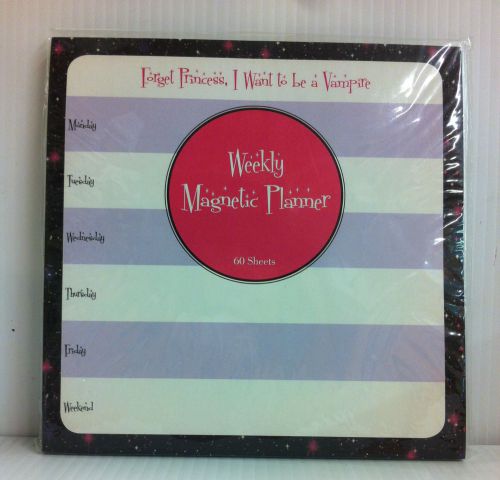 Forget Princess, I Want to be a Vampire
Monday
Weekly
Magnetic Planner
60 Sheets
Tuesday
Wednesday
Thursday
Friday
Weekend